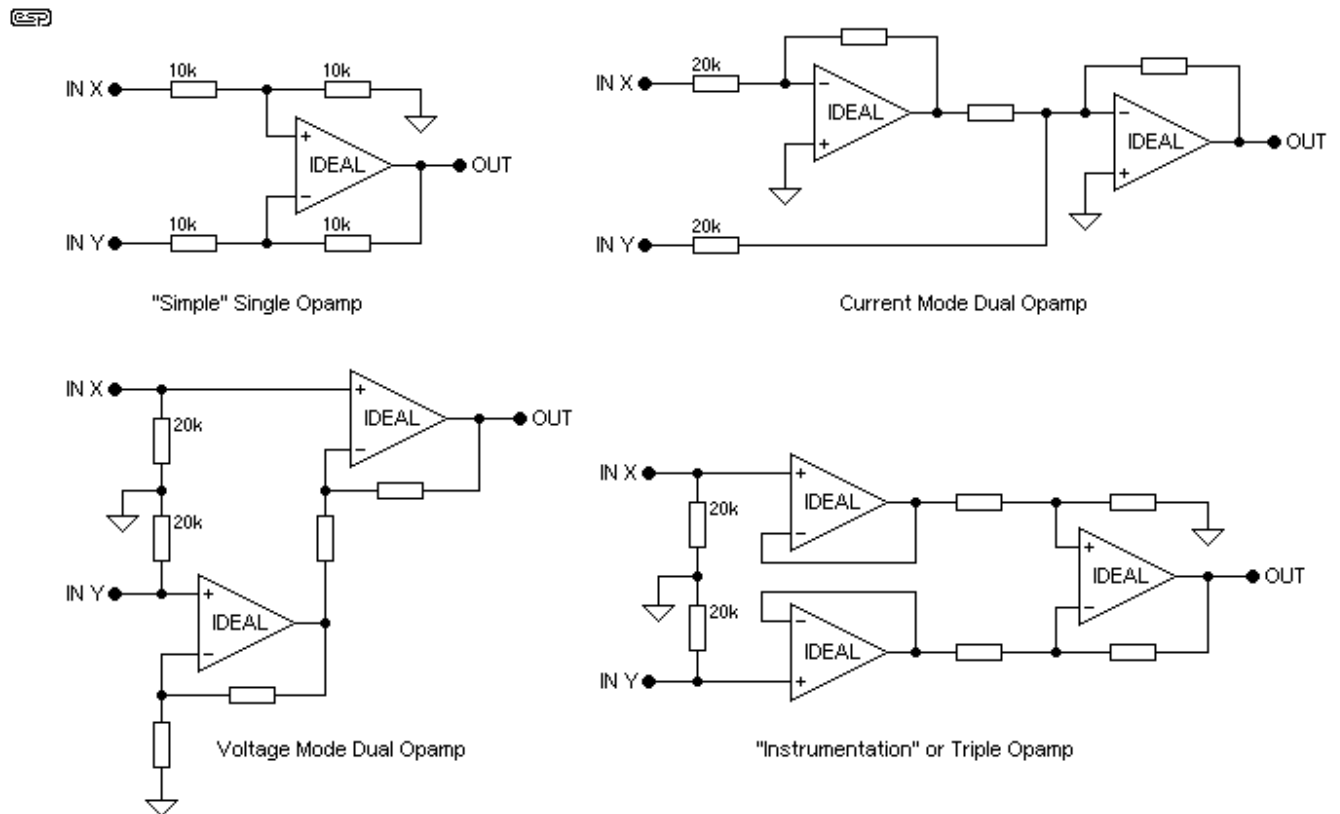 esp
IN X
10k
10k
+
IDEAL
OUT
−
IN Y
10k
10k
"Simple" Single Opamp
IN X
20k
−
IDEAL
+
−
IDEAL
+
OUT
IN Y
20k
Current Mode Dual Opamp
IN X
+
IDEAL
−
OUT
20k
20k
IN Y
+
IDEAL
−
Voltage Mode Dual Opamp
IN X
+
IDEAL
−
20k
20k
+
IDEAL
−
OUT
−
IDEAL
+
IN Y
"Instrumentation" or Triple Opamp